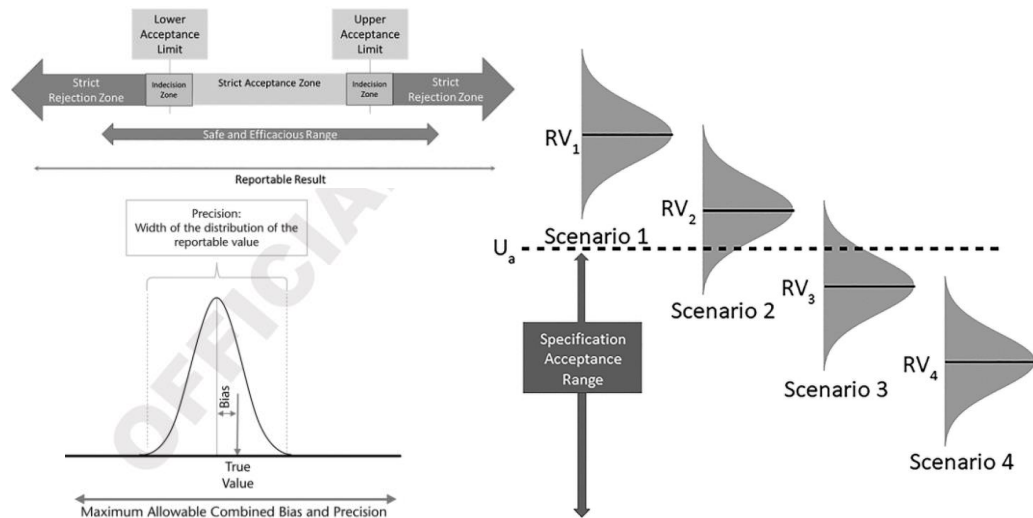 Lower
Acceptance
Limit
Upper
Acceptance
Limit
Strict
Rejection Zone
Indecision
Zone
Strict Acceptance Zone
Indecision
Zone
Strict
Rejection Zone
Safe and Efficacious Range
Reportable Result
OFFICIA
Precision:
Width of the distribution of the
reportable value
Bias
True
Value
Maximum Allowable Combined Bias and Precision
RV1
Scenario 1
RV2
Scenario 2
Ua
RV3
Scenario 3
RV4
Scenario 4
Specification
Acceptance
Range